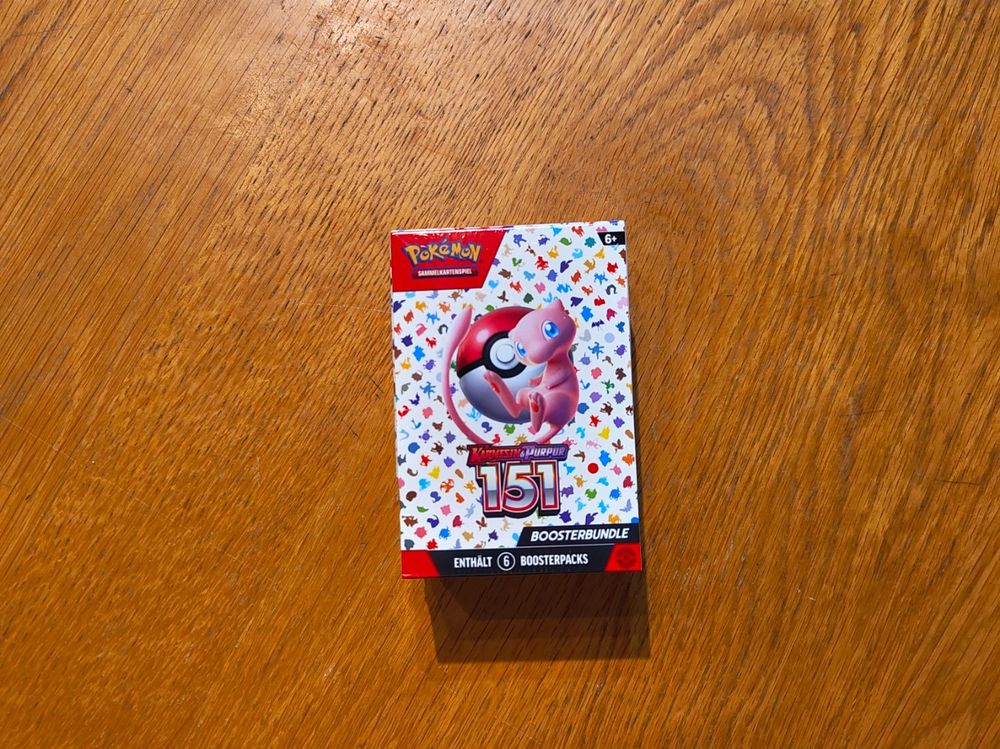 POKÉMON
SAMMELKARTENSPIEL
6+
KARMESIN & PURPUR
151
BOOSTERBUNDLE
ENTHÄLT 6 BOOSTERPACKS